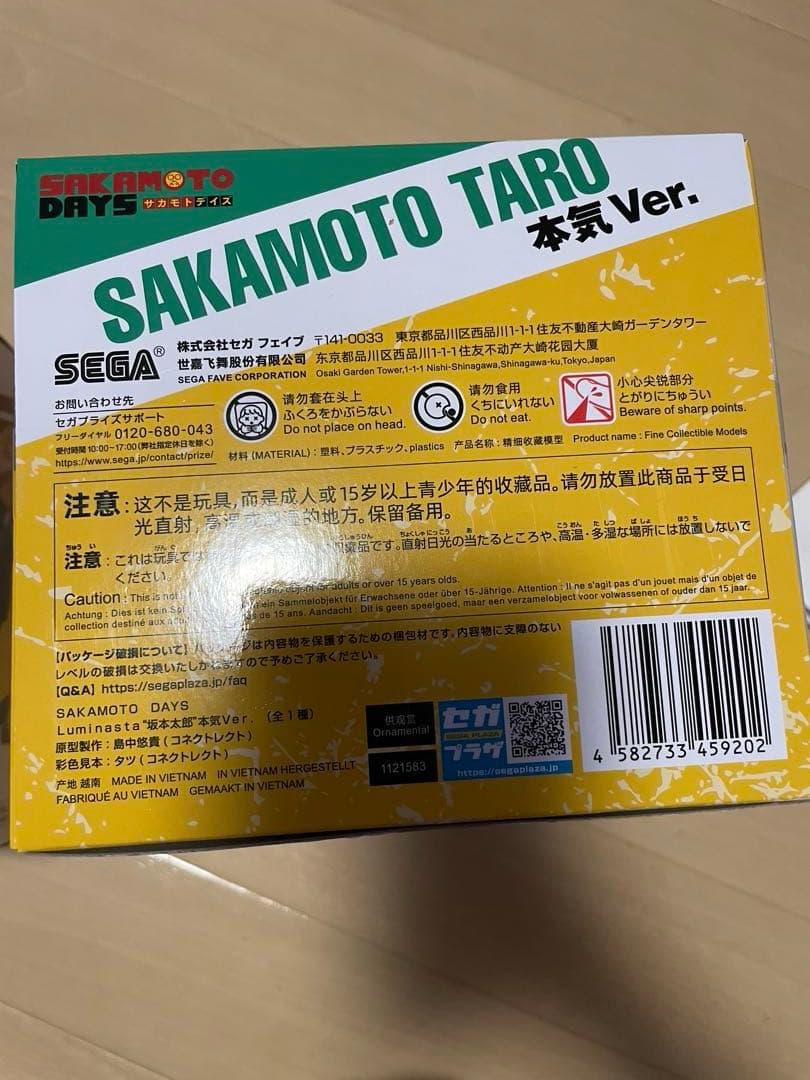 SAKAMOTO
DAYS サカモトデイズ
SAKAMOTO TARO
本気 Ver.
SEGA®
株式会社セガ フェイブ 〒141-0033 東京都品川区西品川1-1-1 住友不動産大崎ガーデンタワー
世嘉飞舞股份有限公司 东京都品川区西品川1-1-1 住友不动产大崎花园大厦
SEGA FAVE CORPORATION Osaki Garden Tower,1-1-1 Nishi-Shinagawa,Shinagawa-ku,Tokyo,Japan
お問い合わせ先
セガプライズサポート
フリーダイヤル 0120-680-043
受付時間 10:00~17:00(弊社指定休日を除く)
https://www.sega.jp/contact/prize/
请勿套在头上
ふくろをかぶらない
Do not place on head.
请勿食用
くちにいれない
Do not eat.
小心尖锐部分
とがりにちゅうい
Beware of sharp points.
材料 (MATERIAL) : 塑料、プラスチック、plastics 产品名称 : 精细收藏模型 Product name : Fine Collectible Models
注意 : 这不是玩具,而是成人或15岁以上青少年的收藏品。请勿放置此商品于受日
光直射,高温 的地方。保留备用。
ちゅうい
注意 : これは玩具では 品です。直射日光の当たるところや、高温・多湿な場所には放置しないで
ください。
Caution : This is not adults or over 15 years olds.
Achtung : Dies ist kein ein Sammelobjekt für Erwachsene oder über 15-Jährige. Attention : Il ne s'agit pas d'un jouet mais d'un objet de
collection destiné aux de 15 ans. Aandacht : Dit is geen speelgoed, maar een verzamelobject voor volwassenen of ouder dan 15 jaar.
【パッケージ破損について】 は内容物を保護するための梱包材です。内容物に支障のない
レベルの破損は交換いたしかねますので予めご了承ください。
【Q&A】https://segaplaza.jp/faq
SAKAMOTO DAYS
Luminasta“坂本太郎”本気Ver. (全1種)
原型製作 : 島中悠貴(コネクトレクト)
彩色見本 : タツ(コネクトレクト)
产地 越南 MADE IN VIETNAM IN VIETNAM HERGESTELLT
FABRIQUÉ AU VIETNAM GEMAAKT IN VIETNAM
供观赏
Ornamental
1121583
セガ
SEGA PLAZA
プラザ
https://segaplaza.jp
4 582733 459202